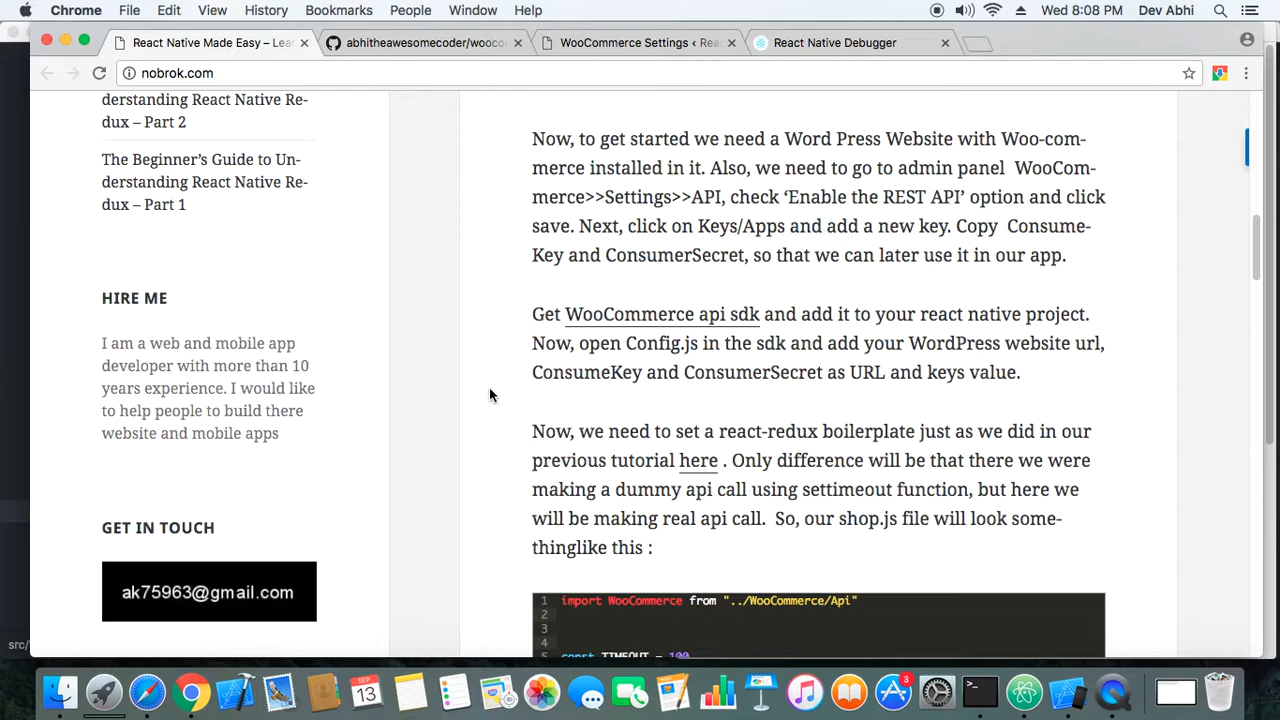 Chrome File Edit View History Bookmarks People Window Help Wed 8:08 PM Dev Abhi
React Native Made Easy – Lea
abhitheawesomecoder/wooco
WooCommerce Settings ‹ Rea
React Native Debugger
nobrok.com
derstanding React Native Re-
dux – Part 2
The Beginner’s Guide to Un-
derstanding React Native Re-
dux – Part 1
HIRE ME
I am a web and mobile app
developer with more than 10
years experience. I would like
to help people to build there
website and mobile apps
GET IN TOUCH
ak75963@gmail.com
Now, to get started we need a Word Press Website with Woo-com-
merce installed in it. Also, we need to go to admin panel WooCom-
merce>>Settings>>API, check ‘Enable the REST API’ option and click
save. Next, click on Keys/Apps and add a new key. Copy Consume-
Key and ConsumerSecret, so that we can later use it in our app.
Get WooCommerce api sdk and add it to your react native project.
Now, open Config.js in the sdk and add your WordPress website url,
ConsumeKey and ConsumerSecret as URL and keys value.
Now, we need to set a react-redux boilerplate just as we did in our
previous tutorial here . Only difference will be that there we were
making a dummy api call using settimeout function, but here we
will be making real api call. So, our shop.js file will look some-
thinglike this :
1 import WooCommerce from "../WooCommerce/Api"
2
3
4
5 const TIMEOUT = 100
src/
SEP
13
3